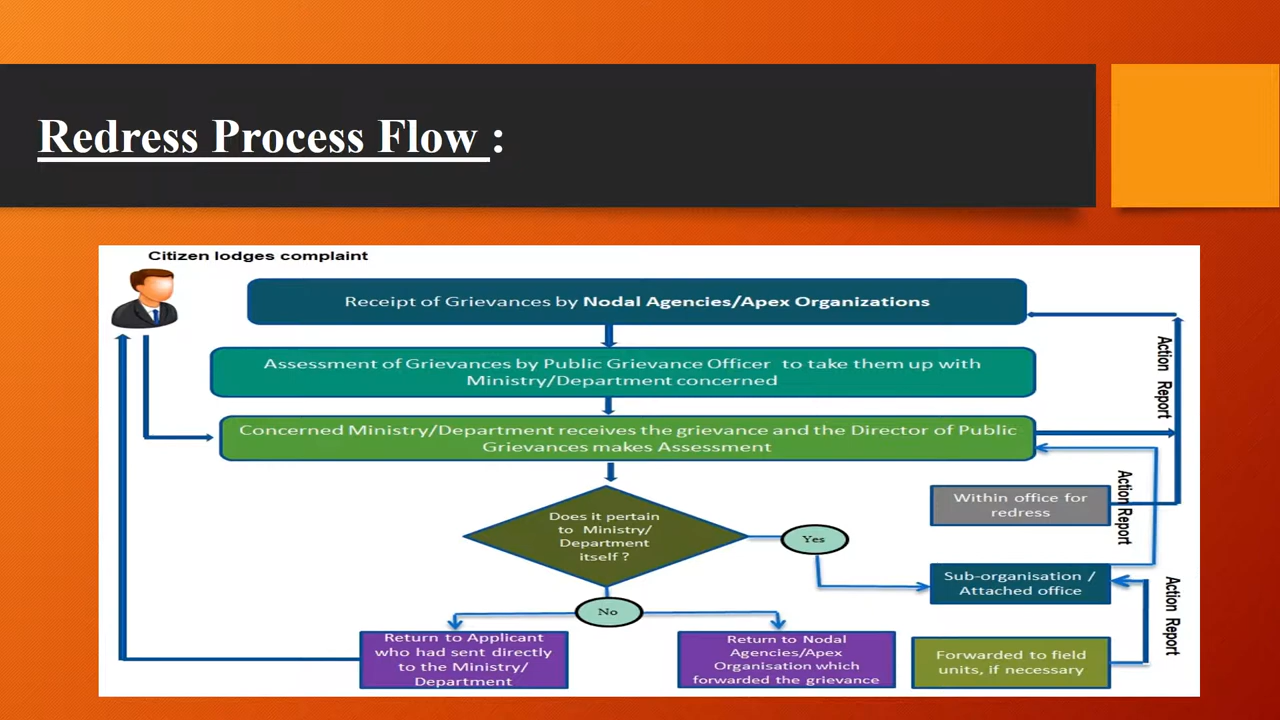 Redress Process Flow :
Citizen lodges complaint
Receipt of Grievances by Nodal Agencies/Apex Organizations
Assessment of Grievances by Public Grievance Officer to take them up with
Ministry/Department concerned
Concerned Ministry/Department receives the grievance and the Director of Public
Grievances makes Assessment
Does it pertain
to Ministry/
Department
itself ?
Yes
No
Within office for
redress
Sub-organisation /
Attached office
Forwarded to field
units, if necessary
Return to Applicant
who had sent directly
to the Ministry/
Department
Return to Nodal
Agencies/Apex
Organisation which
forwarded the grievance
Action Report
Action Report
Action Report